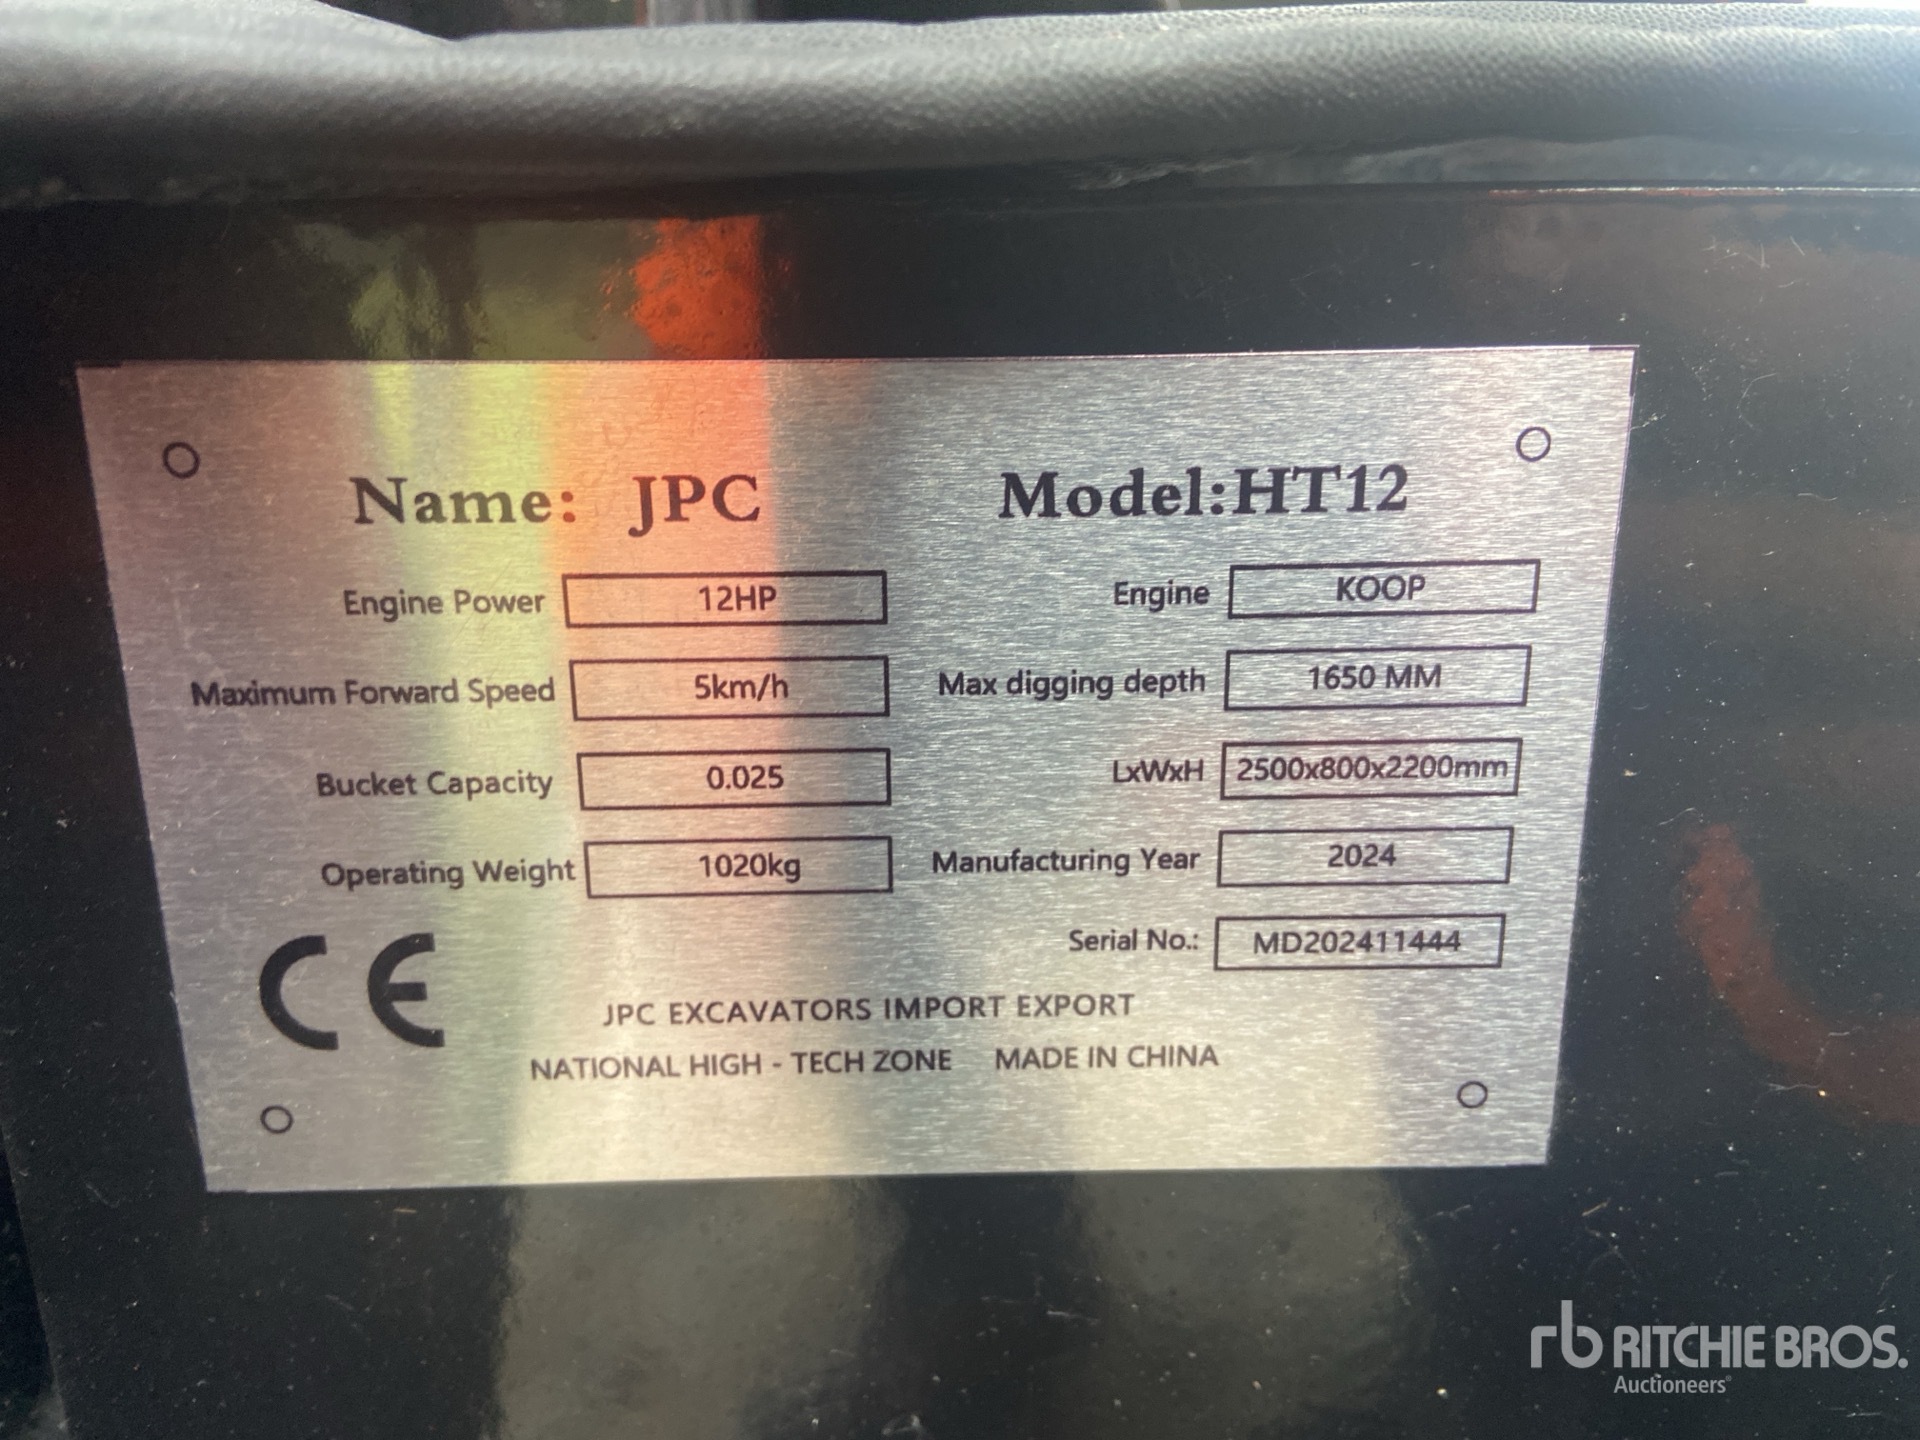 Name: JPC Model:HT12
Engine Power 12HP Engine KOOP
Maximum Forward Speed 5km/h Max digging depth 1650 MM
Bucket Capacity 0.025 LxWxH 2500x800x2200mm
Operating Weight 1020kg Manufacturing Year 2024
Serial No.: MD202411444
CE
JPC EXCAVATORS IMPORT EXPORT
NATIONAL HIGH - TECH ZONE MADE IN CHINA
rb RITCHIE BROS.
Auctioneers®